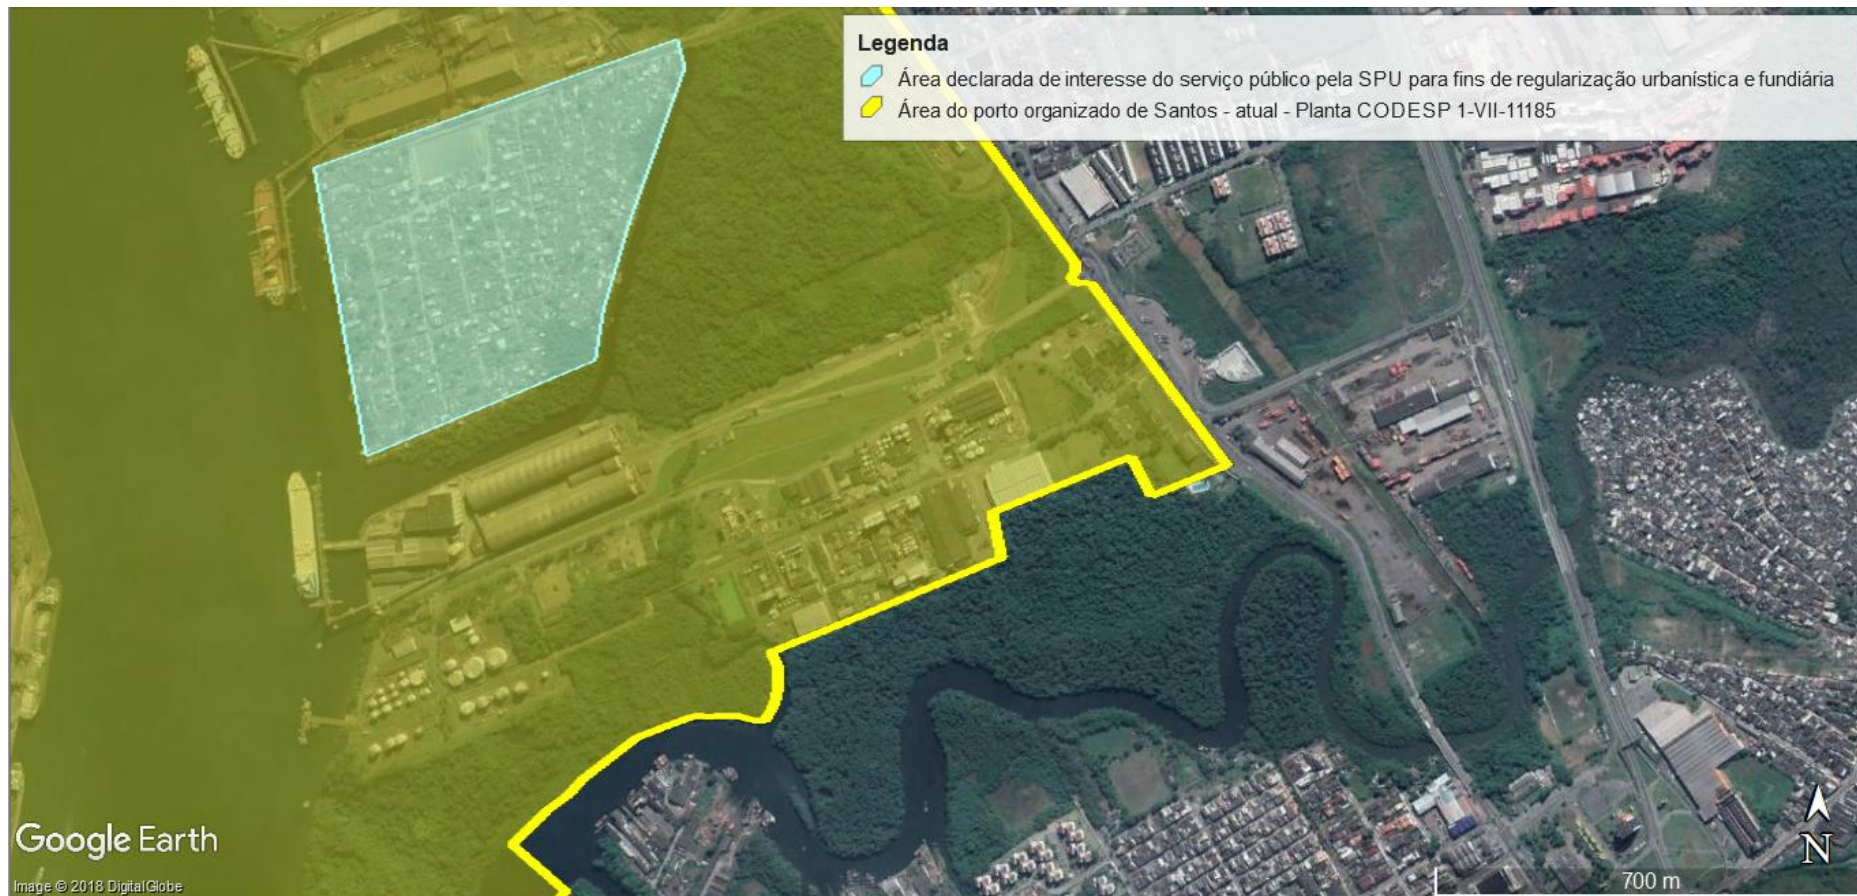 Legenda
Área declarada de interesse do serviço público pela SPU para fins de regularização urbanística e fundiária
Área do porto organizado de Santos - atual - Planta CODESP 1-VII-11185
Google Earth
N
Image © 2018 DigitalGlobe
700 m